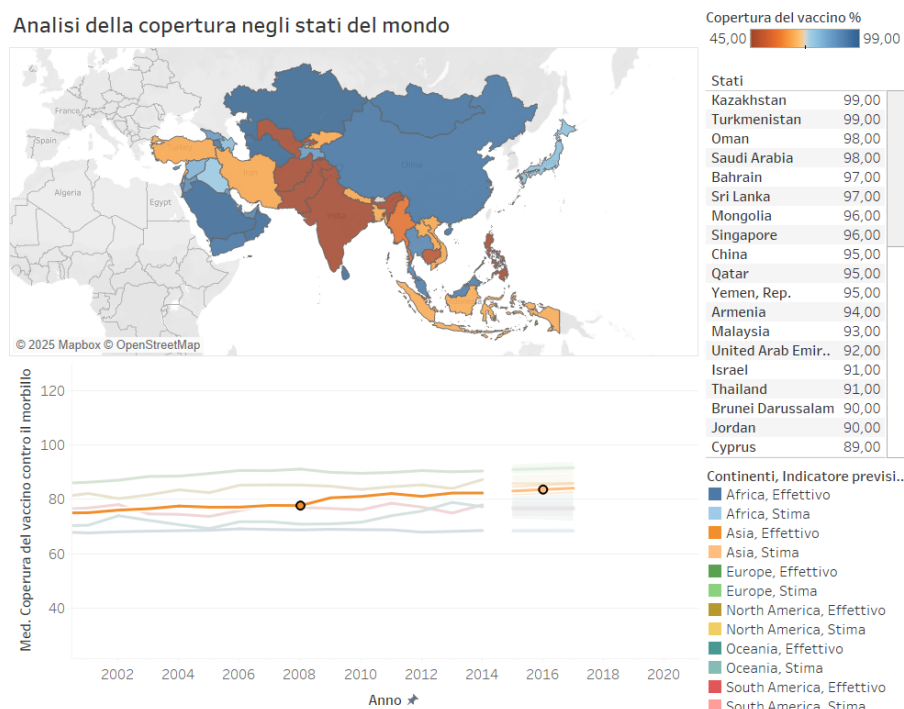 Analisi della copertura negli stati del mondo
Copertura del vaccino %
45,00 99,00
France
Spain
Algeria
Egypt
Turkey
Iran
China
India
© 2025 Mapbox © OpenStreetMap
Stati
Kazakhstan 99,00
Turkmenistan 99,00
Oman 98,00
Saudi Arabia 98,00
Bahrain 97,00
Sri Lanka 97,00
Mongolia 96,00
Singapore 96,00
China 95,00
Qatar 95,00
Yemen, Rep. 95,00
Armenia 94,00
Malaysia 93,00
United Arab Emir.. 92,00
Israel 91,00
Thailand 91,00
Brunei Darussalam 90,00
Jordan 90,00
Cyprus 89,00
Med. Copertura del vaccino contro il morbillo
120
100
80
60
40
2002 2004 2006 2008 2010 2012 2014 2016 2018 2020
Anno
Continenti, Indicatore previsi..
Africa, Effettivo
Africa, Stima
Asia, Effettivo
Asia, Stima
Europe, Effettivo
Europe, Stima
North America, Effettivo
North America, Stima
Oceania, Effettivo
Oceania, Stima
South America, Effettivo
South America, Stima